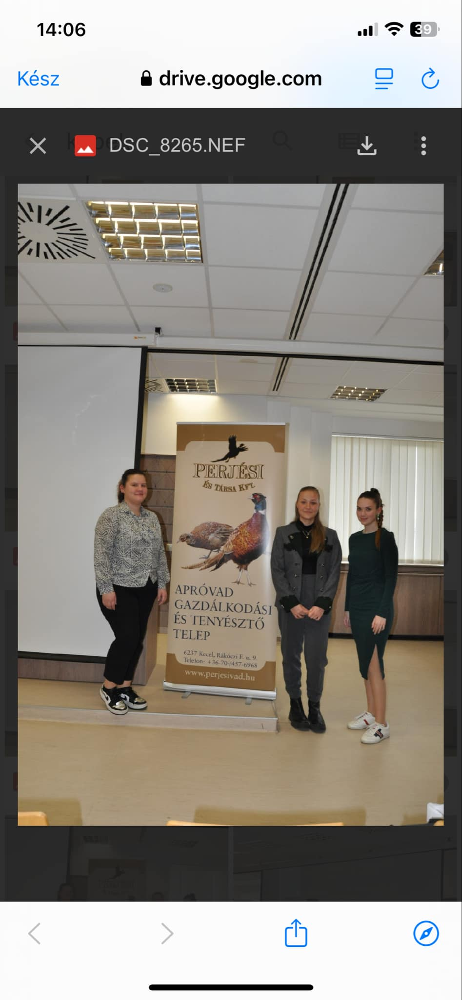 14:06
39
Kész
drive.google.com
DSC_8265.NEF
PERJÉSI
ÉS TÁRSA KFT.
APRÓVAD
GAZDÁLKODÁSI
ÉS TENYÉSZTŐ
TELEP
6237 Kecel, Rákóczi F. u. 9.
Telefon: +36-70-/457-6968
www.perjesivad.hu